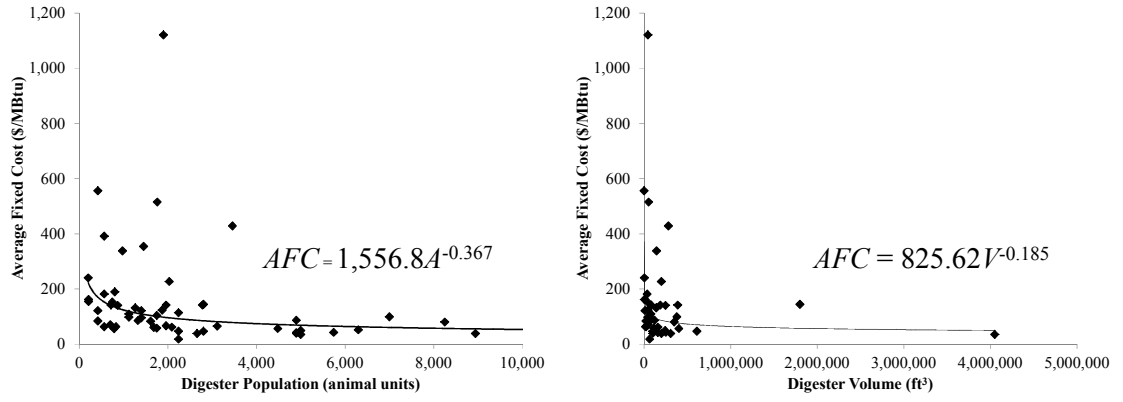 1,200
1,000
800
600
400
200
0
Average Fixed Cost ($/MBtu)
AFC = 1,556.8A^-0.367
0 2,000 4,000 6,000 8,000 10,000
Digester Population (animal units)
1,200
1,000
800
600
400
200
0
Average Fixed Cost ($/MBtu)
AFC = 825.62V^-0.185
0 1,000,000 2,000,000 3,000,000 4,000,000 5,000,000
Digester Volume (ft³)